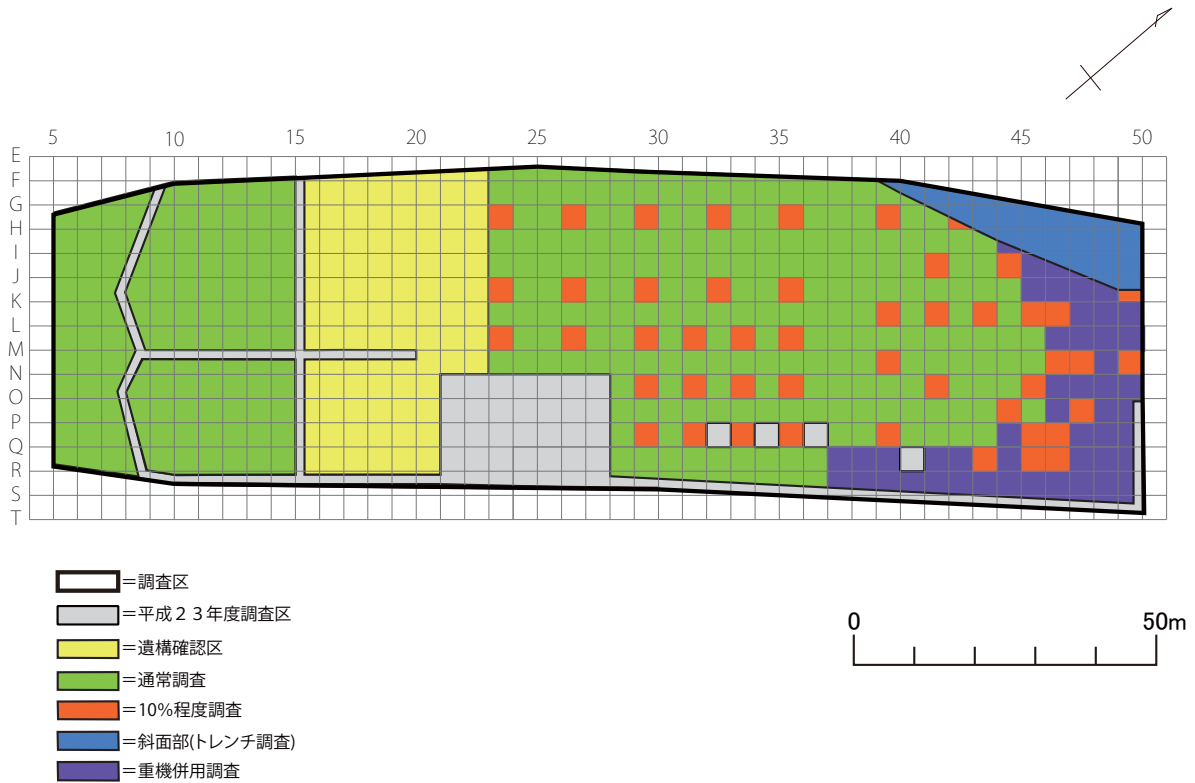 5 10 15 20 25 30 35 40 45 50
E
F
G
H
I
J
K
L
M
N
O
P
Q
R
S
T
=調査区
=平成２３年度調査区
=遺構確認区
=通常調査
=10%程度調査
=斜面部(トレンチ調査)
=重機併用調査
0 50m